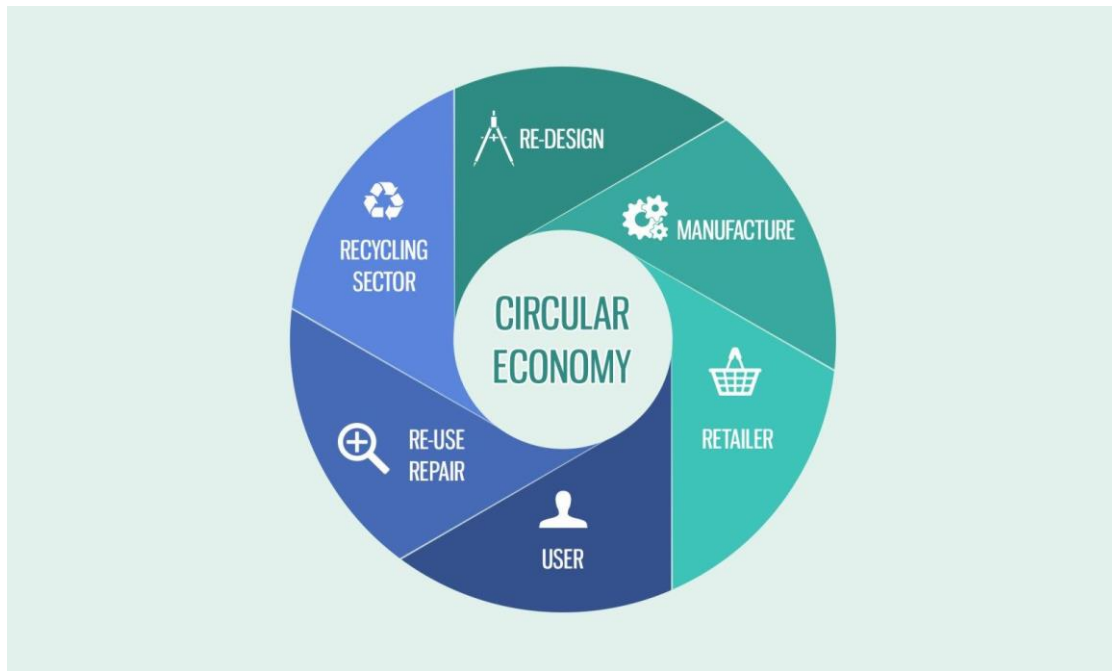 RE-DESIGN
MANUFACTURE
RETAILER
USER
RE-USE
REPAIR
RECYCLING
SECTOR
CIRCULAR
ECONOMY